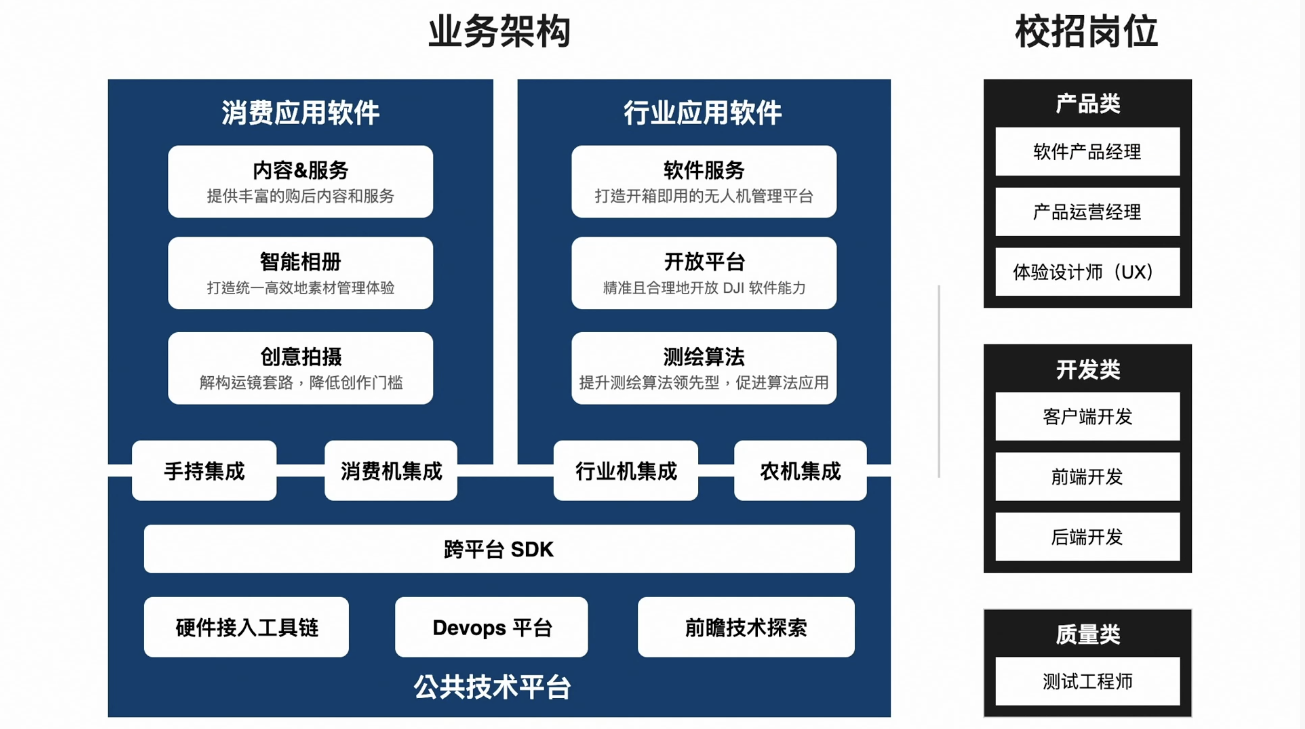 业务架构
消费应用软件
内容&服务
提供丰富的购后内容和服务
智能相册
打造统一高效地素材管理体验
创意拍摄
解构运镜套路，降低创作门槛
行业应用软件
软件服务
打造开箱即用的无人机管理平台
开放平台
精准且合理地开放 DJI 软件能力
测绘算法
提升测绘算法领先型，促进算法应用
手持集成
消费机集成
行业机集成
农机集成
跨平台 SDK
硬件接入工具链
Devops 平台
前瞻技术探索
公共技术平台
校招岗位
产品类
软件产品经理
产品运营经理
体验设计师（UX）
开发类
客户端开发
前端开发
后端开发
质量类
测试工程师